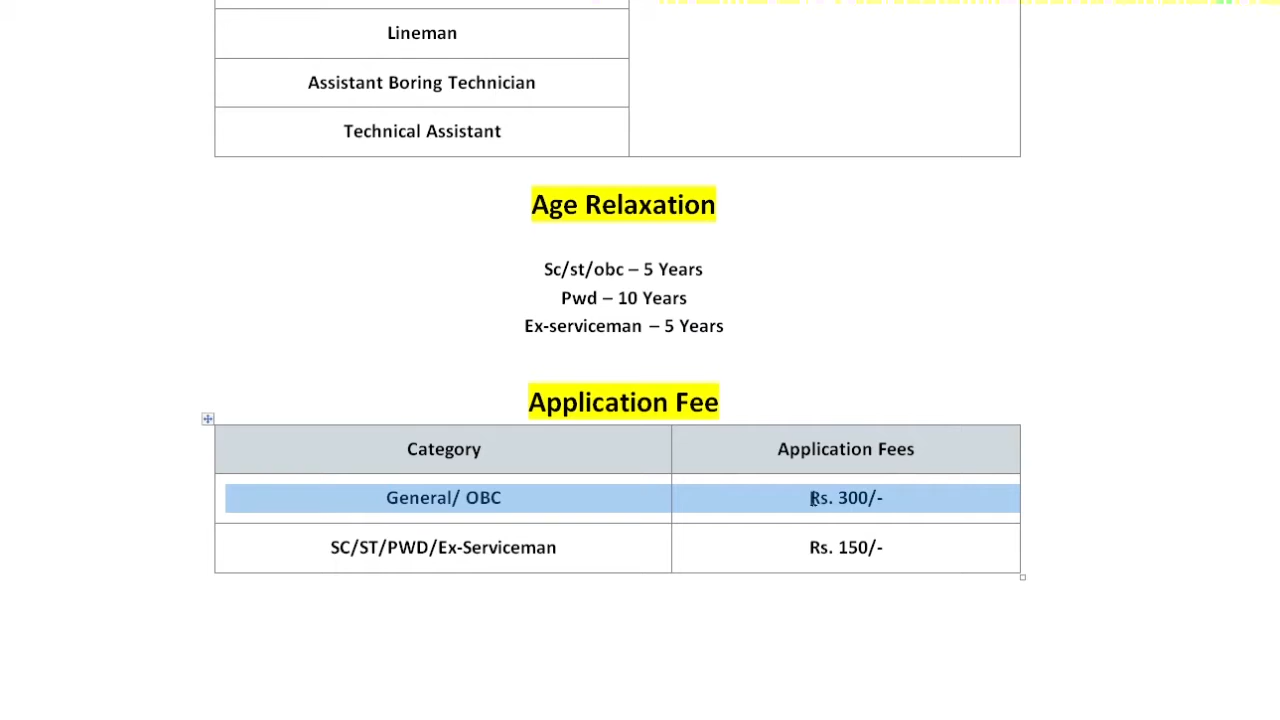 Lineman
Assistant Boring Technician
Technical Assistant
Age Relaxation
Sc/st/obc – 5 Years
Pwd – 10 Years
Ex-serviceman – 5 Years
Application Fee
Category Application Fees
General/ OBC Rs. 300/-
SC/ST/PWD/Ex-Serviceman Rs. 150/-